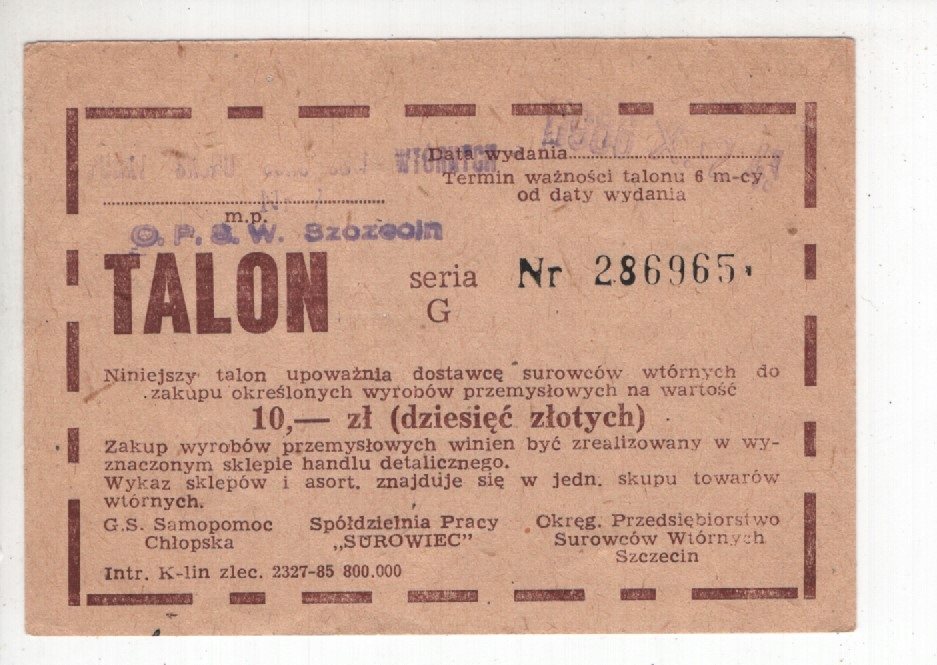 WTÓRNYCH
Data wydania
Termin ważności talonu 6 m-cy
od daty wydania
m.p.
O. P. S. W. Szczecin
TALON
seria
G
Nr 286965
Niniejszy talon upoważnia dostawcę surowców wtórnych do
zakupu określonych wyrobów przemysłowych na wartość
10,— zł (dziesięć złotych)
Zakup wyrobów przemysłowych winien być zrealizowany w wy-
znaczonym sklepie handlu detalicznego.
Wykaz sklepów i asort. znajduje się w jedn. skupu towarów
wtórnych.
G.S. Samopomoc
Chłopska
Spółdzielnia Pracy
„SUROWIEC”
Okręg. Przedsiębiorstwo
Surowców Wtórnych
Szczecin
Intr. K-lin zlec. 2327-85 800.000